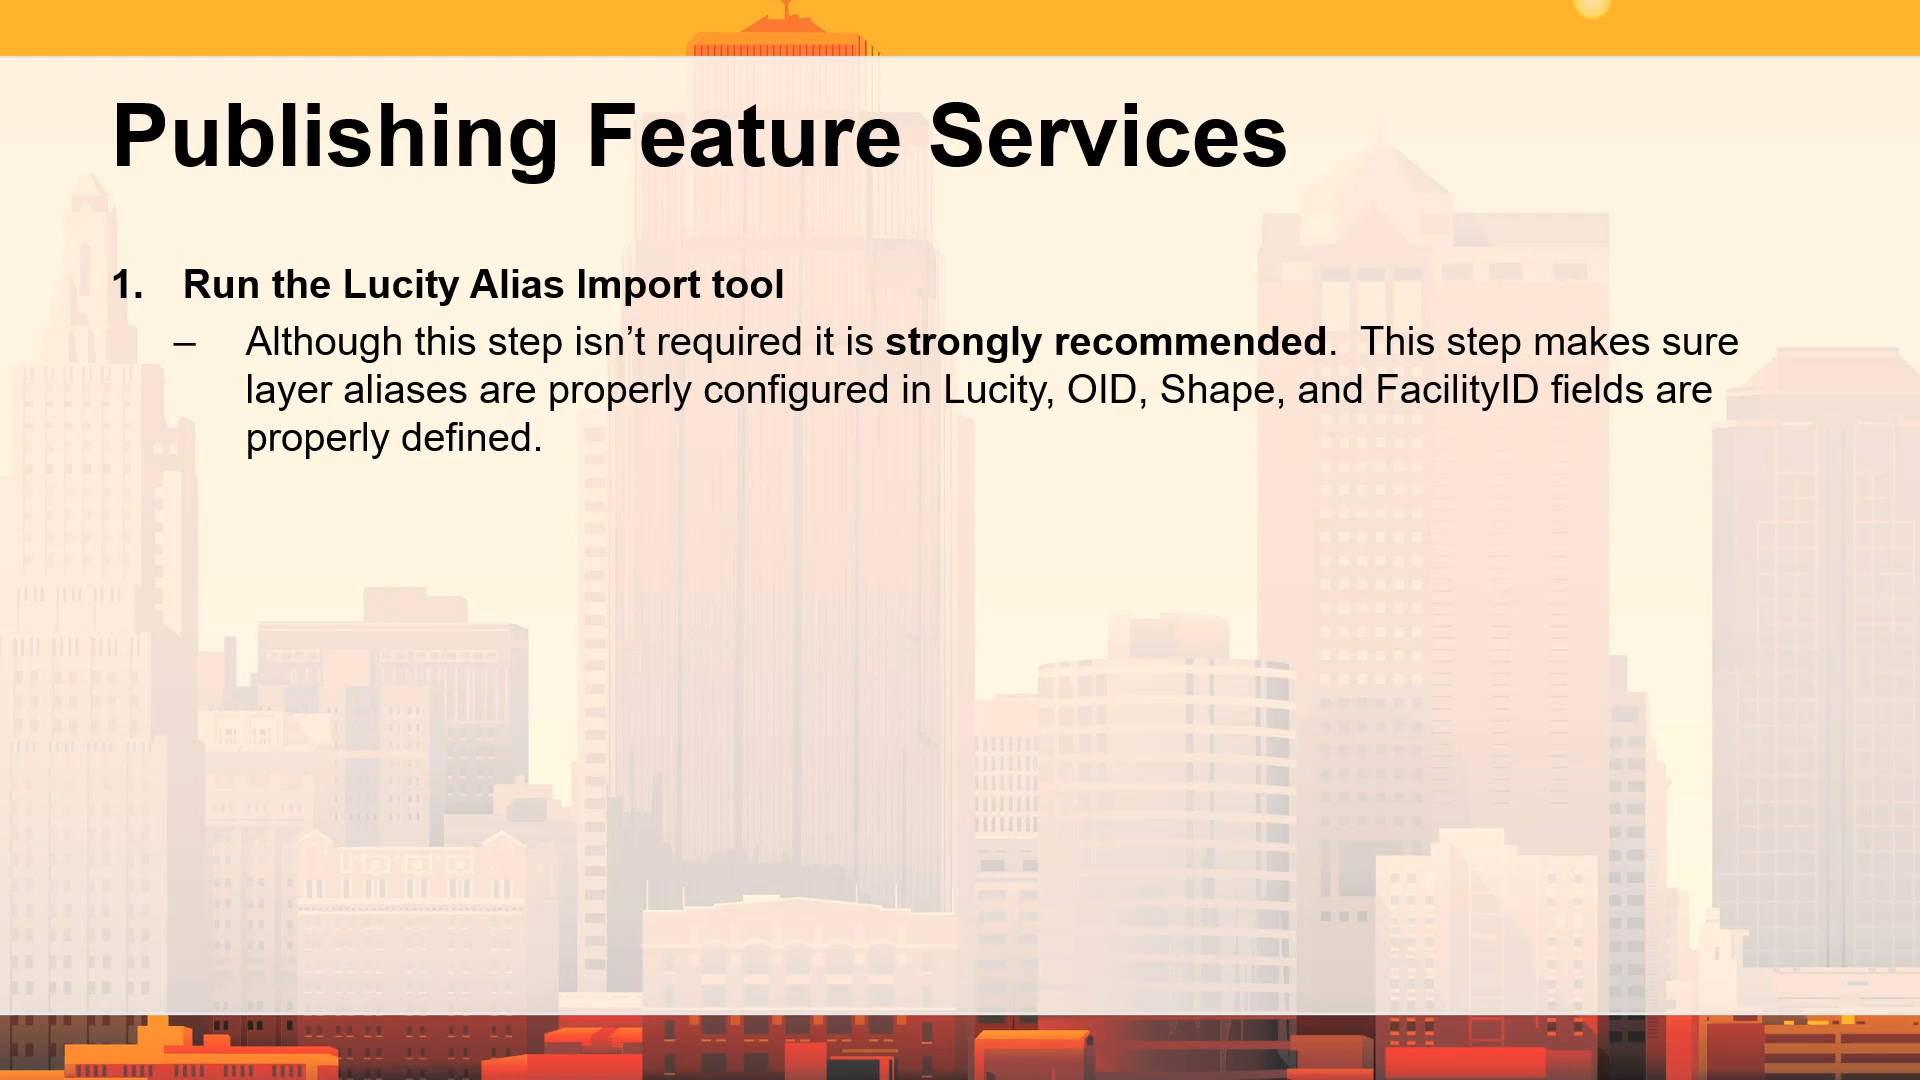 Publishing Feature Services
1. Run the Lucity Alias Import tool
– Although this step isn’t required it is strongly recommended.  This step makes sure
layer aliases are properly configured in Lucity, OID, Shape, and FacilityID fields are
properly defined.